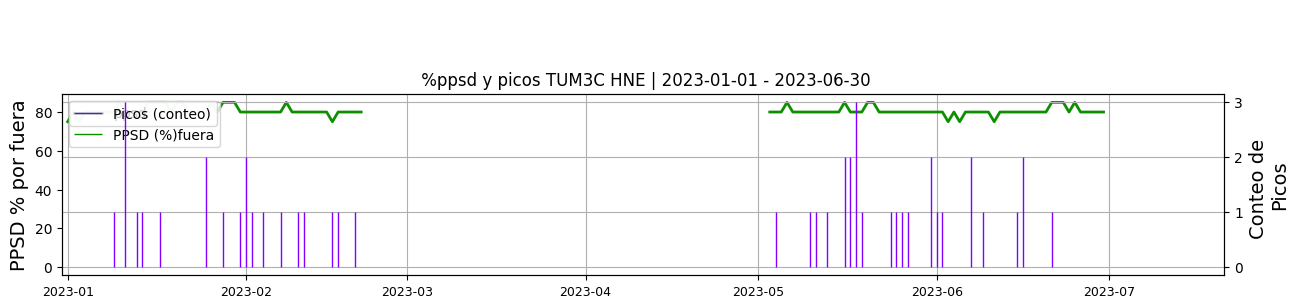 %ppsd y picos TUM3C HNE | 2023-01-01 - 2023-06-30
PPSD % por fuera
80
60
40
20
0
Picos (conteo)
PPSD (%)fuera
3
2
1
0
Conteo de
Picos
2023-01
2023-02
2023-03
2023-04
2023-05
2023-06
2023-07